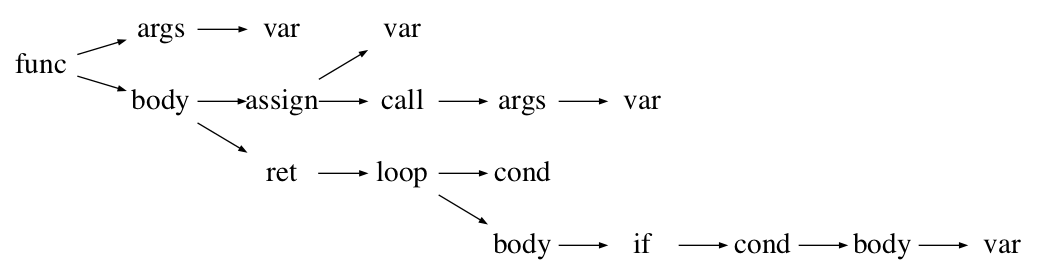 args var var
func
body assign call args var
ret loop cond
body if cond body var